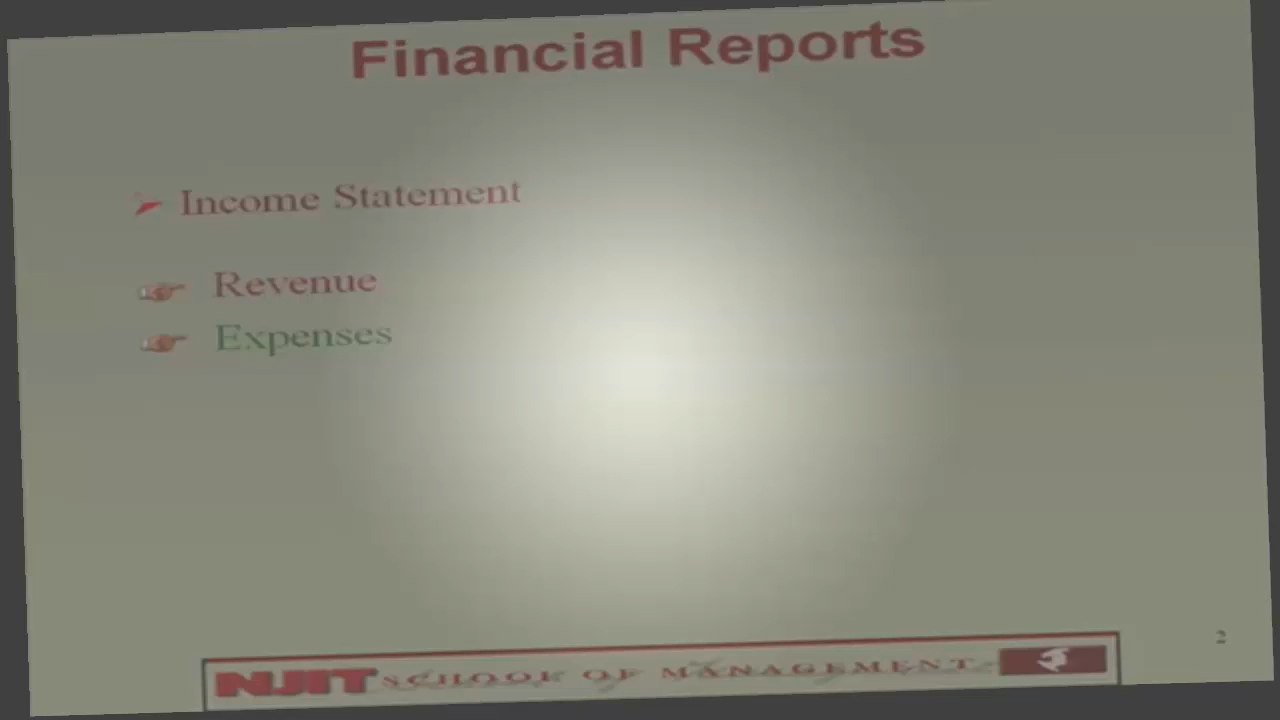 Financial Reports
Income Statement
Revenue
Expenses
2
NJIT SCHOOL OF MANAGEMENT